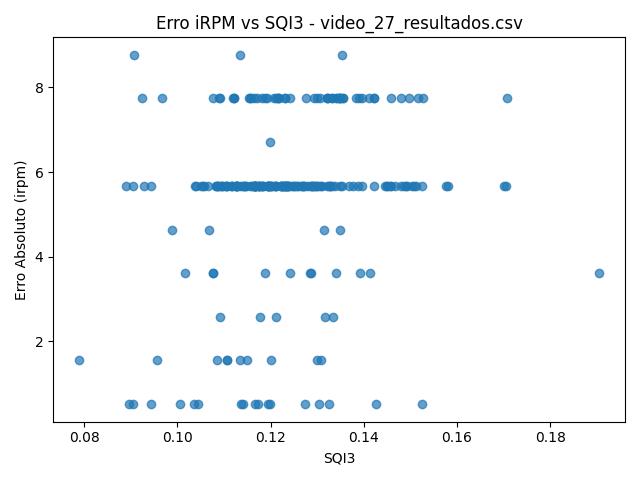 Erro iRPM vs SQI3 - video_27_resultados.csv
Erro Absoluto (irpm)
8
6
4
2
0.08 0.10 0.12 0.14 0.16 0.18
SQI3